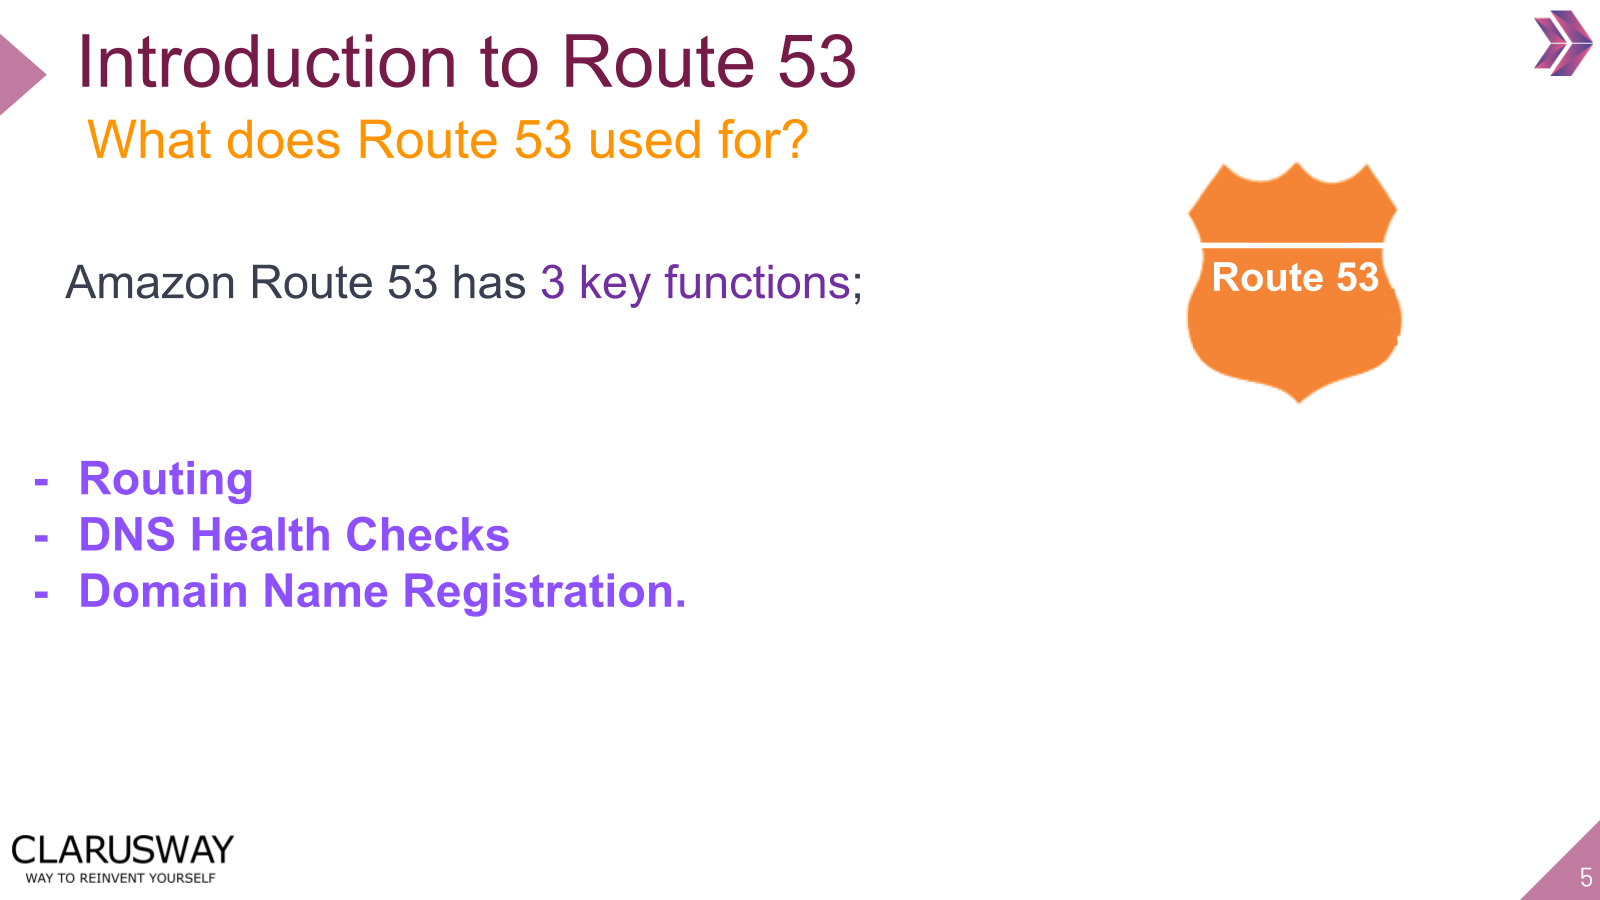 Introduction to Route 53
What does Route 53 used for?
Amazon Route 53 has 3 key functions;
Route 53
- Routing
- DNS Health Checks
- Domain Name Registration.
CLARUSWAY
WAY TO REINVENT YOURSELF
5